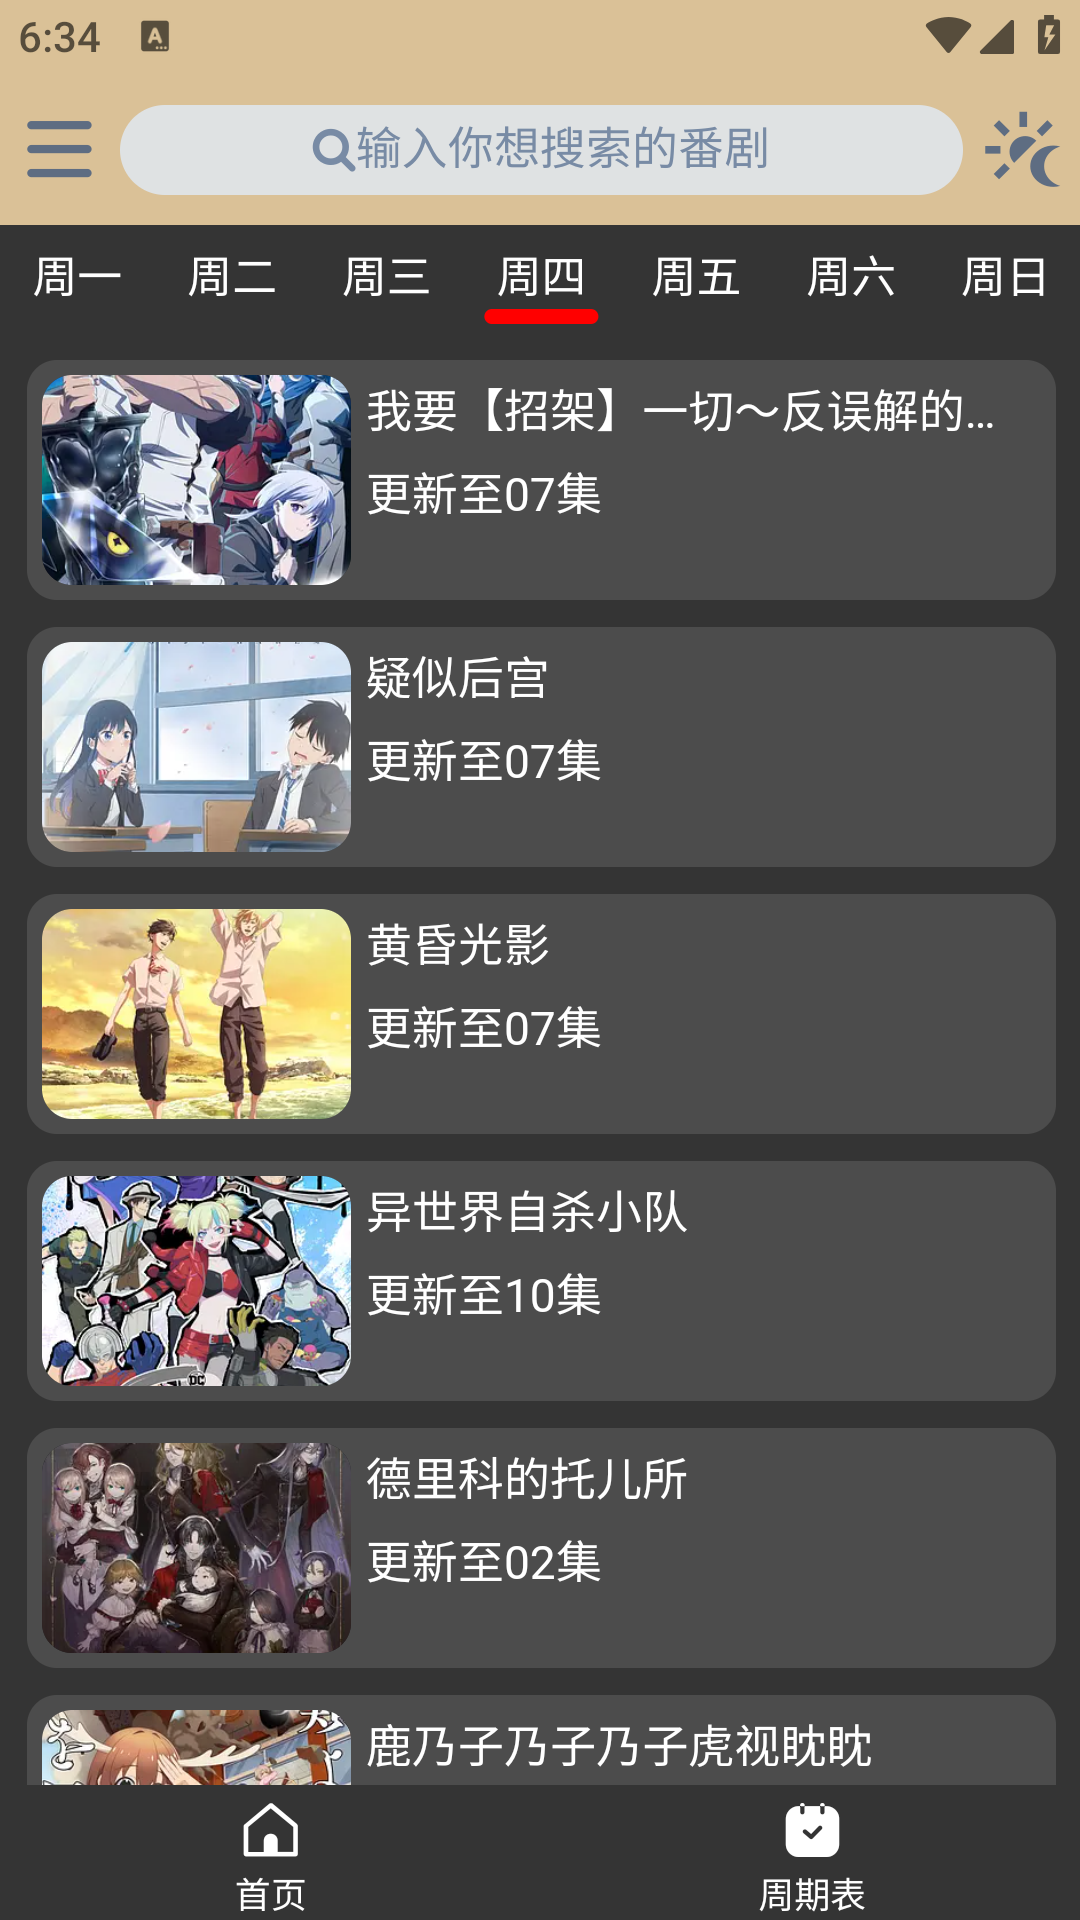 6:34
输入你想搜索的番剧
周一 周二 周三 周四 周五 周六 周日
我要【招架】一切～反误解的...
更新至07集
疑似后宫
更新至07集
黄昏光影
更新至07集
异世界自杀小队
更新至10集
DC
德里科的托儿所
更新至02集
鹿乃子乃子乃子虎视眈眈
首页 周期表